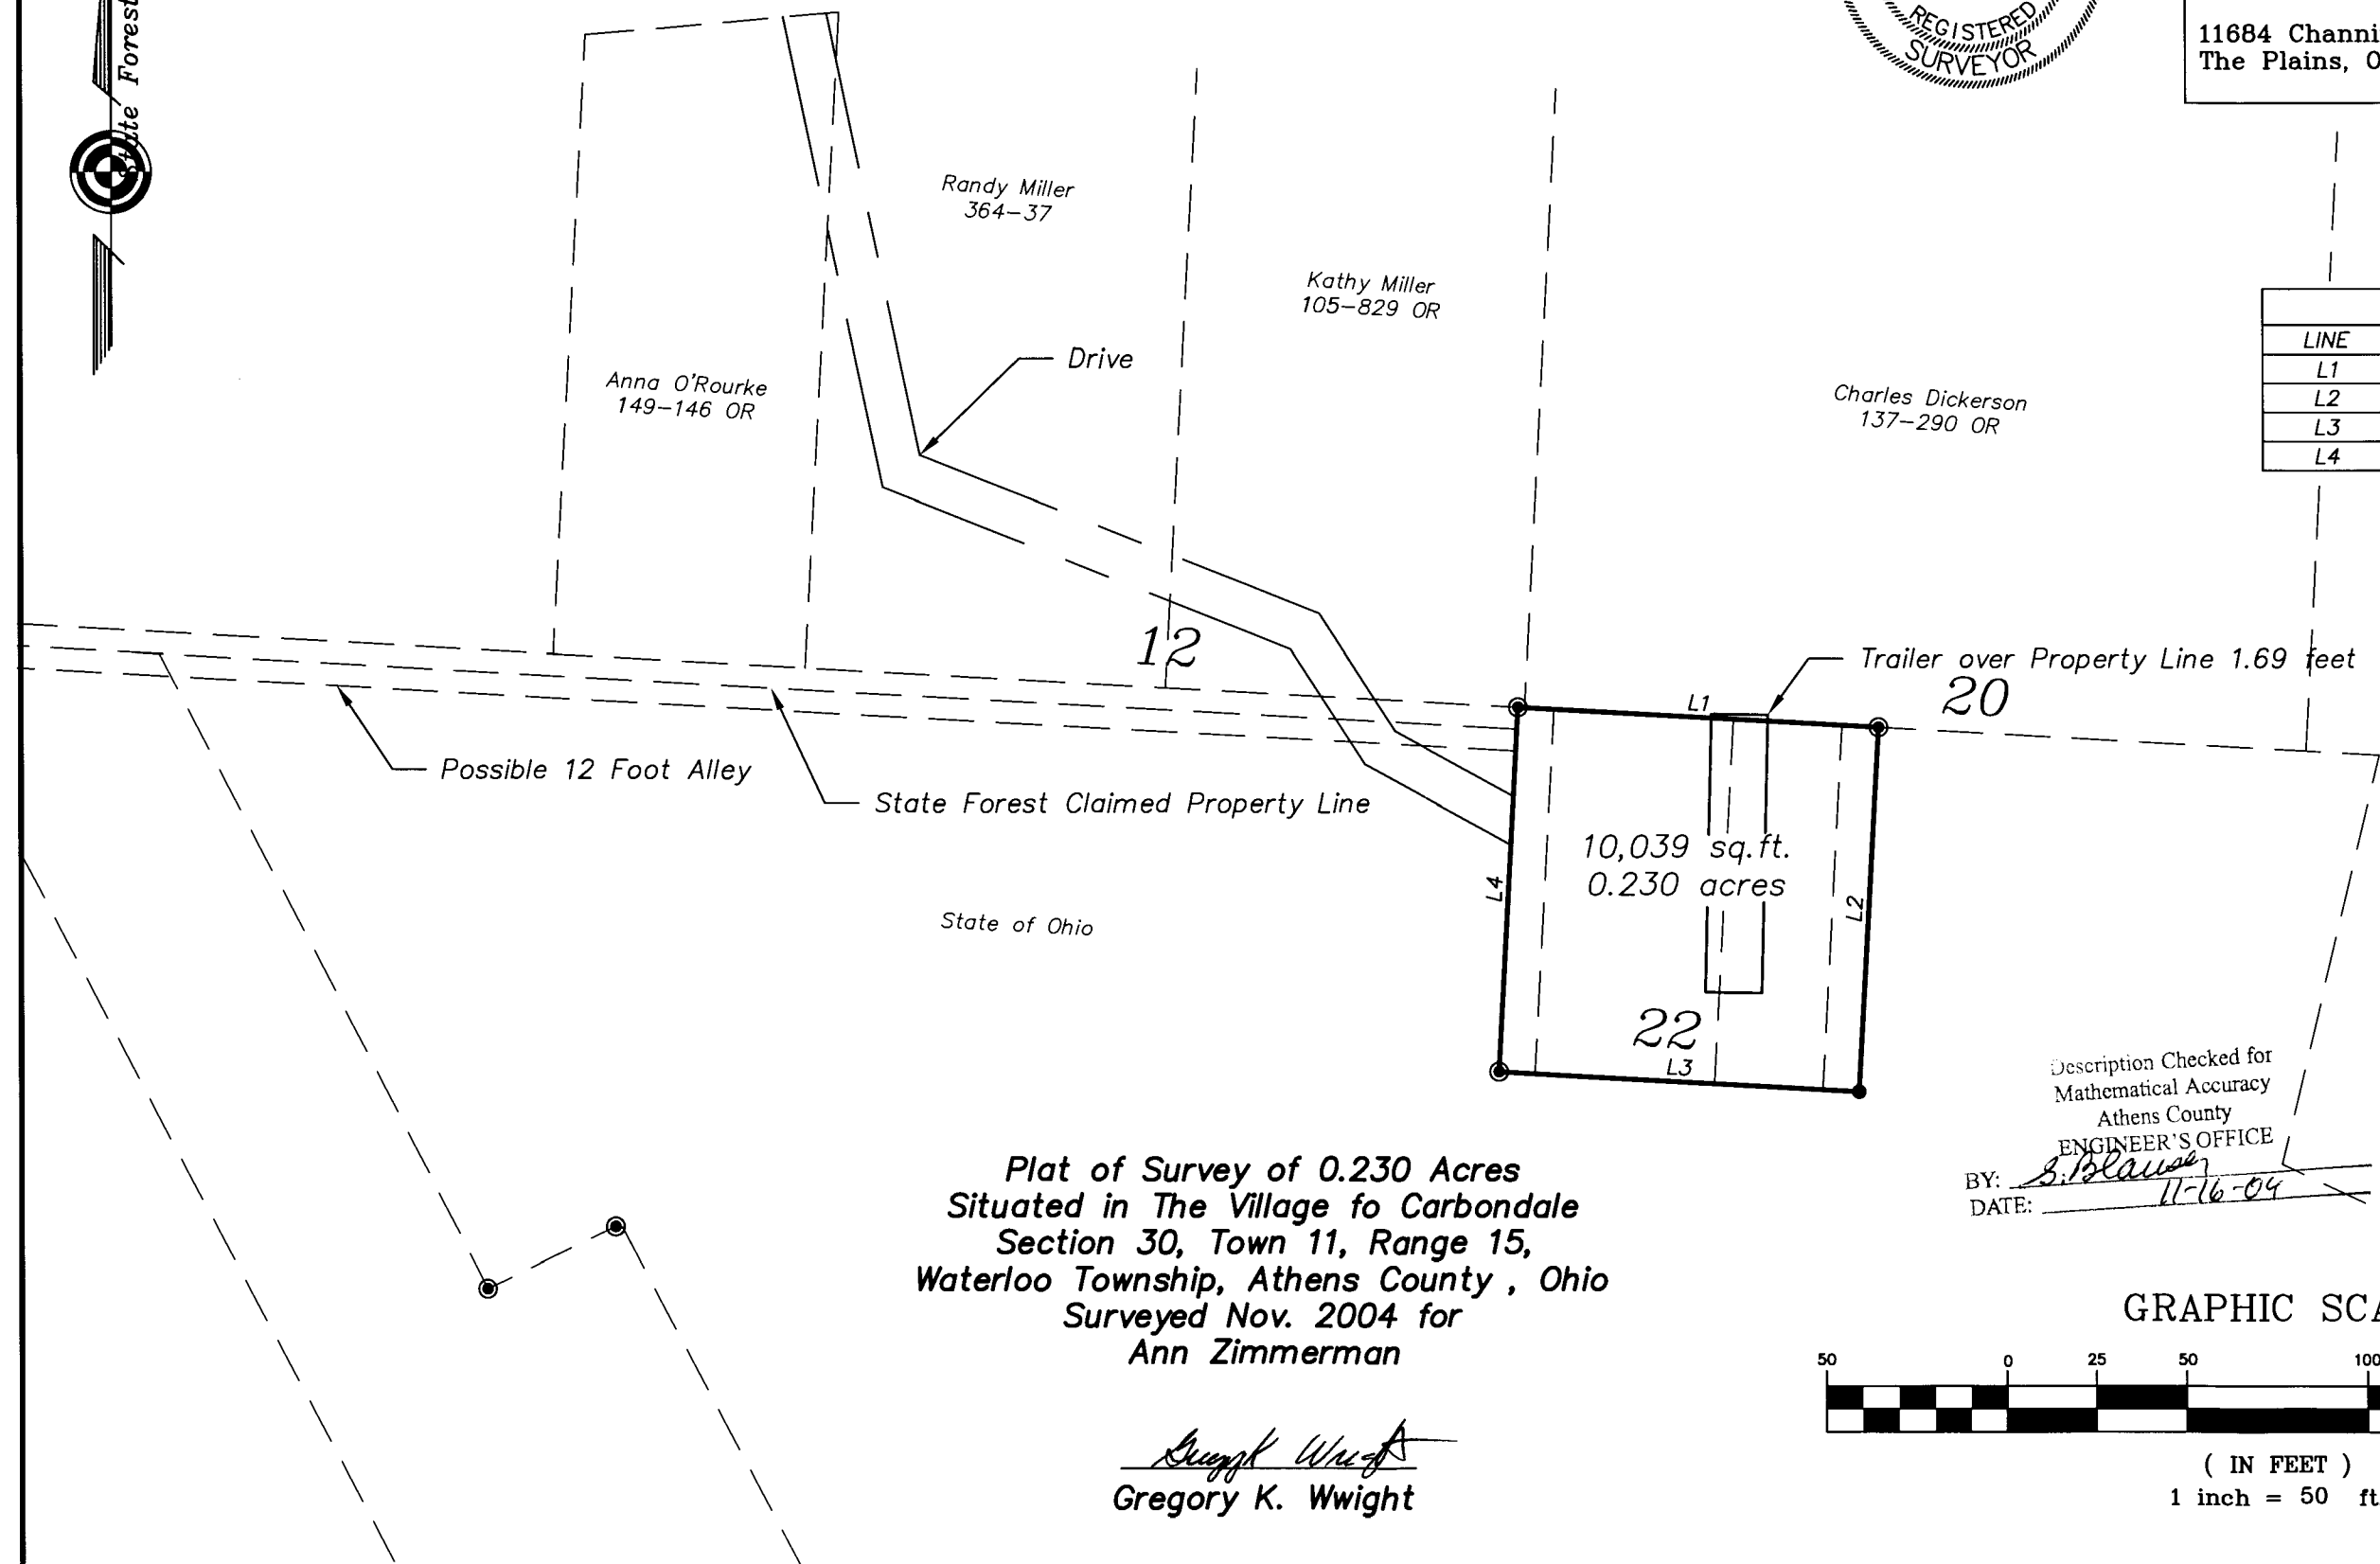 State Forest
REGISTERED
SURVEYOR
11684
The Plains,
Randy Miller
364-37
Kathy Miller
105-829 OR
Drive
Anna O'Rourke
149-146 OR
Charles Dickerson
137-290 OR
LINE
L1
L2
L3
L4
12
Trailer over Property Line 1.69 feet
20
L1
Possible 12 Foot Alley
State Forest Claimed Property Line
10,039 sq.ft.
0.230 acres
L4
L2
State of Ohio
22
L3
Description Checked for
Mathematical Accuracy
Athens County
ENGINEER'S OFFICE
BY: S. Blauser
DATE: 11-16-04
Plat of Survey of 0.230 Acres
Situated in The Village fo Carbondale
Section 30, Town 11, Range 15,
Waterloo Township, Athens County , Ohio
Surveyed Nov. 2004 for
Ann Zimmerman
Gregory K. Wwight
GRAPHIC
50 0 25 50 100
( IN FEET )
1 inch = 50 ft